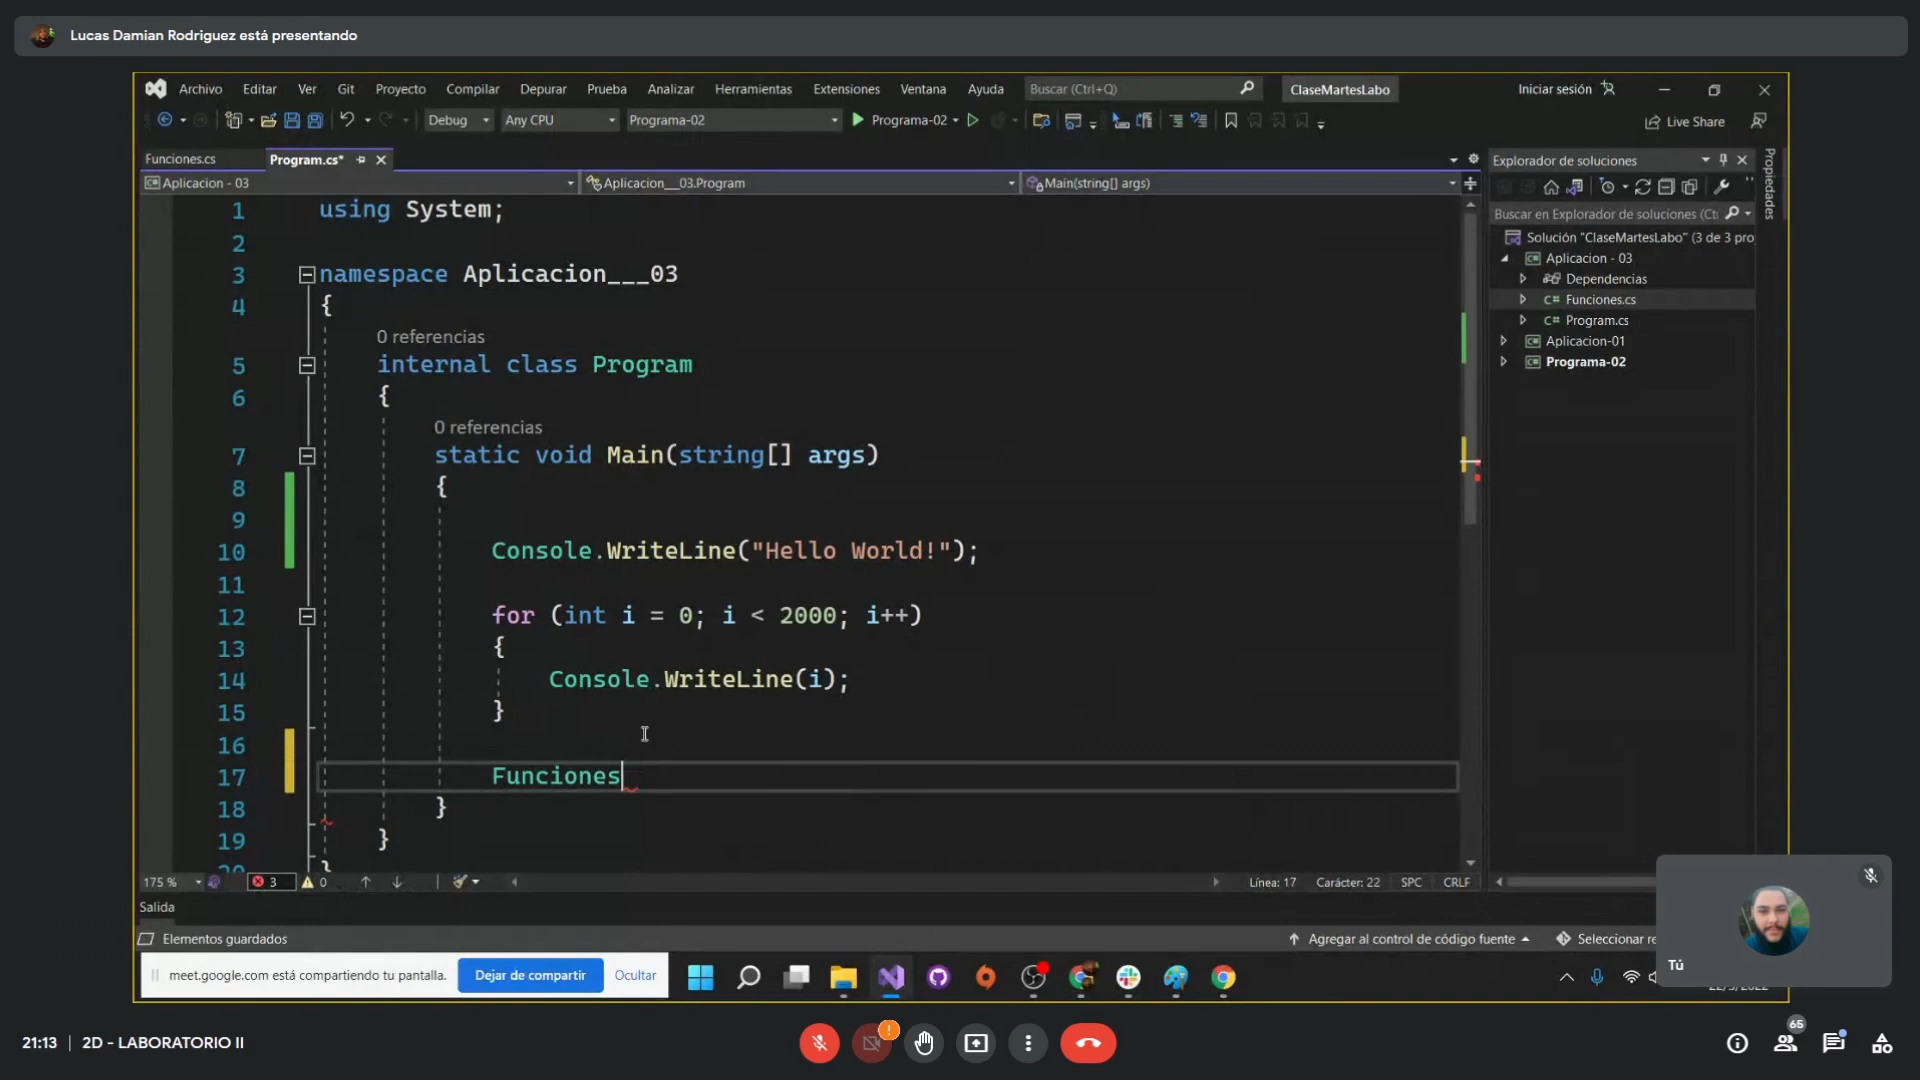 Lucas Damian Rodriguez está presentando
Archivo Editar Ver Git Proyecto Compilar Depurar Prueba Analizar Herramientas Extensiones Ventana Ayuda Buscar (Ctrl+Q) ClaseMartesLabo Iniciar sesión
Debug Any CPU Programa-02 Programa-02 Live Share
Funciones.cs Program.cs*
Aplicacion - 03 Aplicacion___03.Program Main(string[] args)
1 using System;
2
3 namespace Aplicacion___03
4 {
0 referencias
5 internal class Program
6 {
0 referencias
7 static void Main(string[] args)
8 {
9
10 Console.WriteLine("Hello World!");
11
12 for (int i = 0; i < 2000; i++)
13 {
14 Console.WriteLine(i);
15 }
16
17 Funciones
18 }
19 }
20 }
175 % 3 0 Línea: 17 Carácter: 22 SPC CRLF
Explorador de soluciones
Buscar en Explorador de soluciones (Ct
Solución "ClaseMartesLabo" (3 de 3 pro
Aplicacion - 03
Dependencias
C# Funciones.cs
C# Program.cs
Aplicacion-01
Programa-02
Propiedades
Salida
Elementos guardados Agregar al control de código fuente Seleccionar re
meet.google.com está compartiendo tu pantalla. Dejar de compartir Ocultar
Tú
21:13 | 2D - LABORATORIO II
65